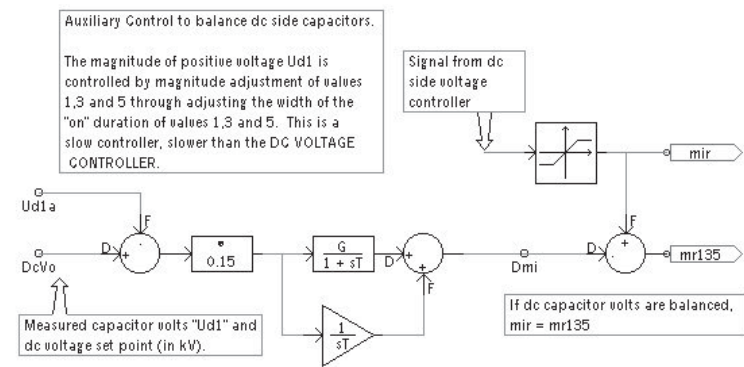 Auxiliary Control to balance dc side capacitors.
The magnitude of positive voltage Ud1 is
controlled by magnitude adjustment of values
1,3 and 5 through adjusting the width of the
"on" duration of values 1,3 and 5. This is a
slow controller, slower than the DC VOLTAGE
CONTROLLER.
Signal from dc
side voltage
controller
mir
Ud1a
F
F
D
+
-
*
0.15
G
1 + sT
D
+
+
F
Dmi
D
-
+
mr135
DcVo
1
sT
Measured capacitor volts "Ud1" and
dc voltage set point (in kV).
If dc capacitor volts are balanced,
mir = mr135